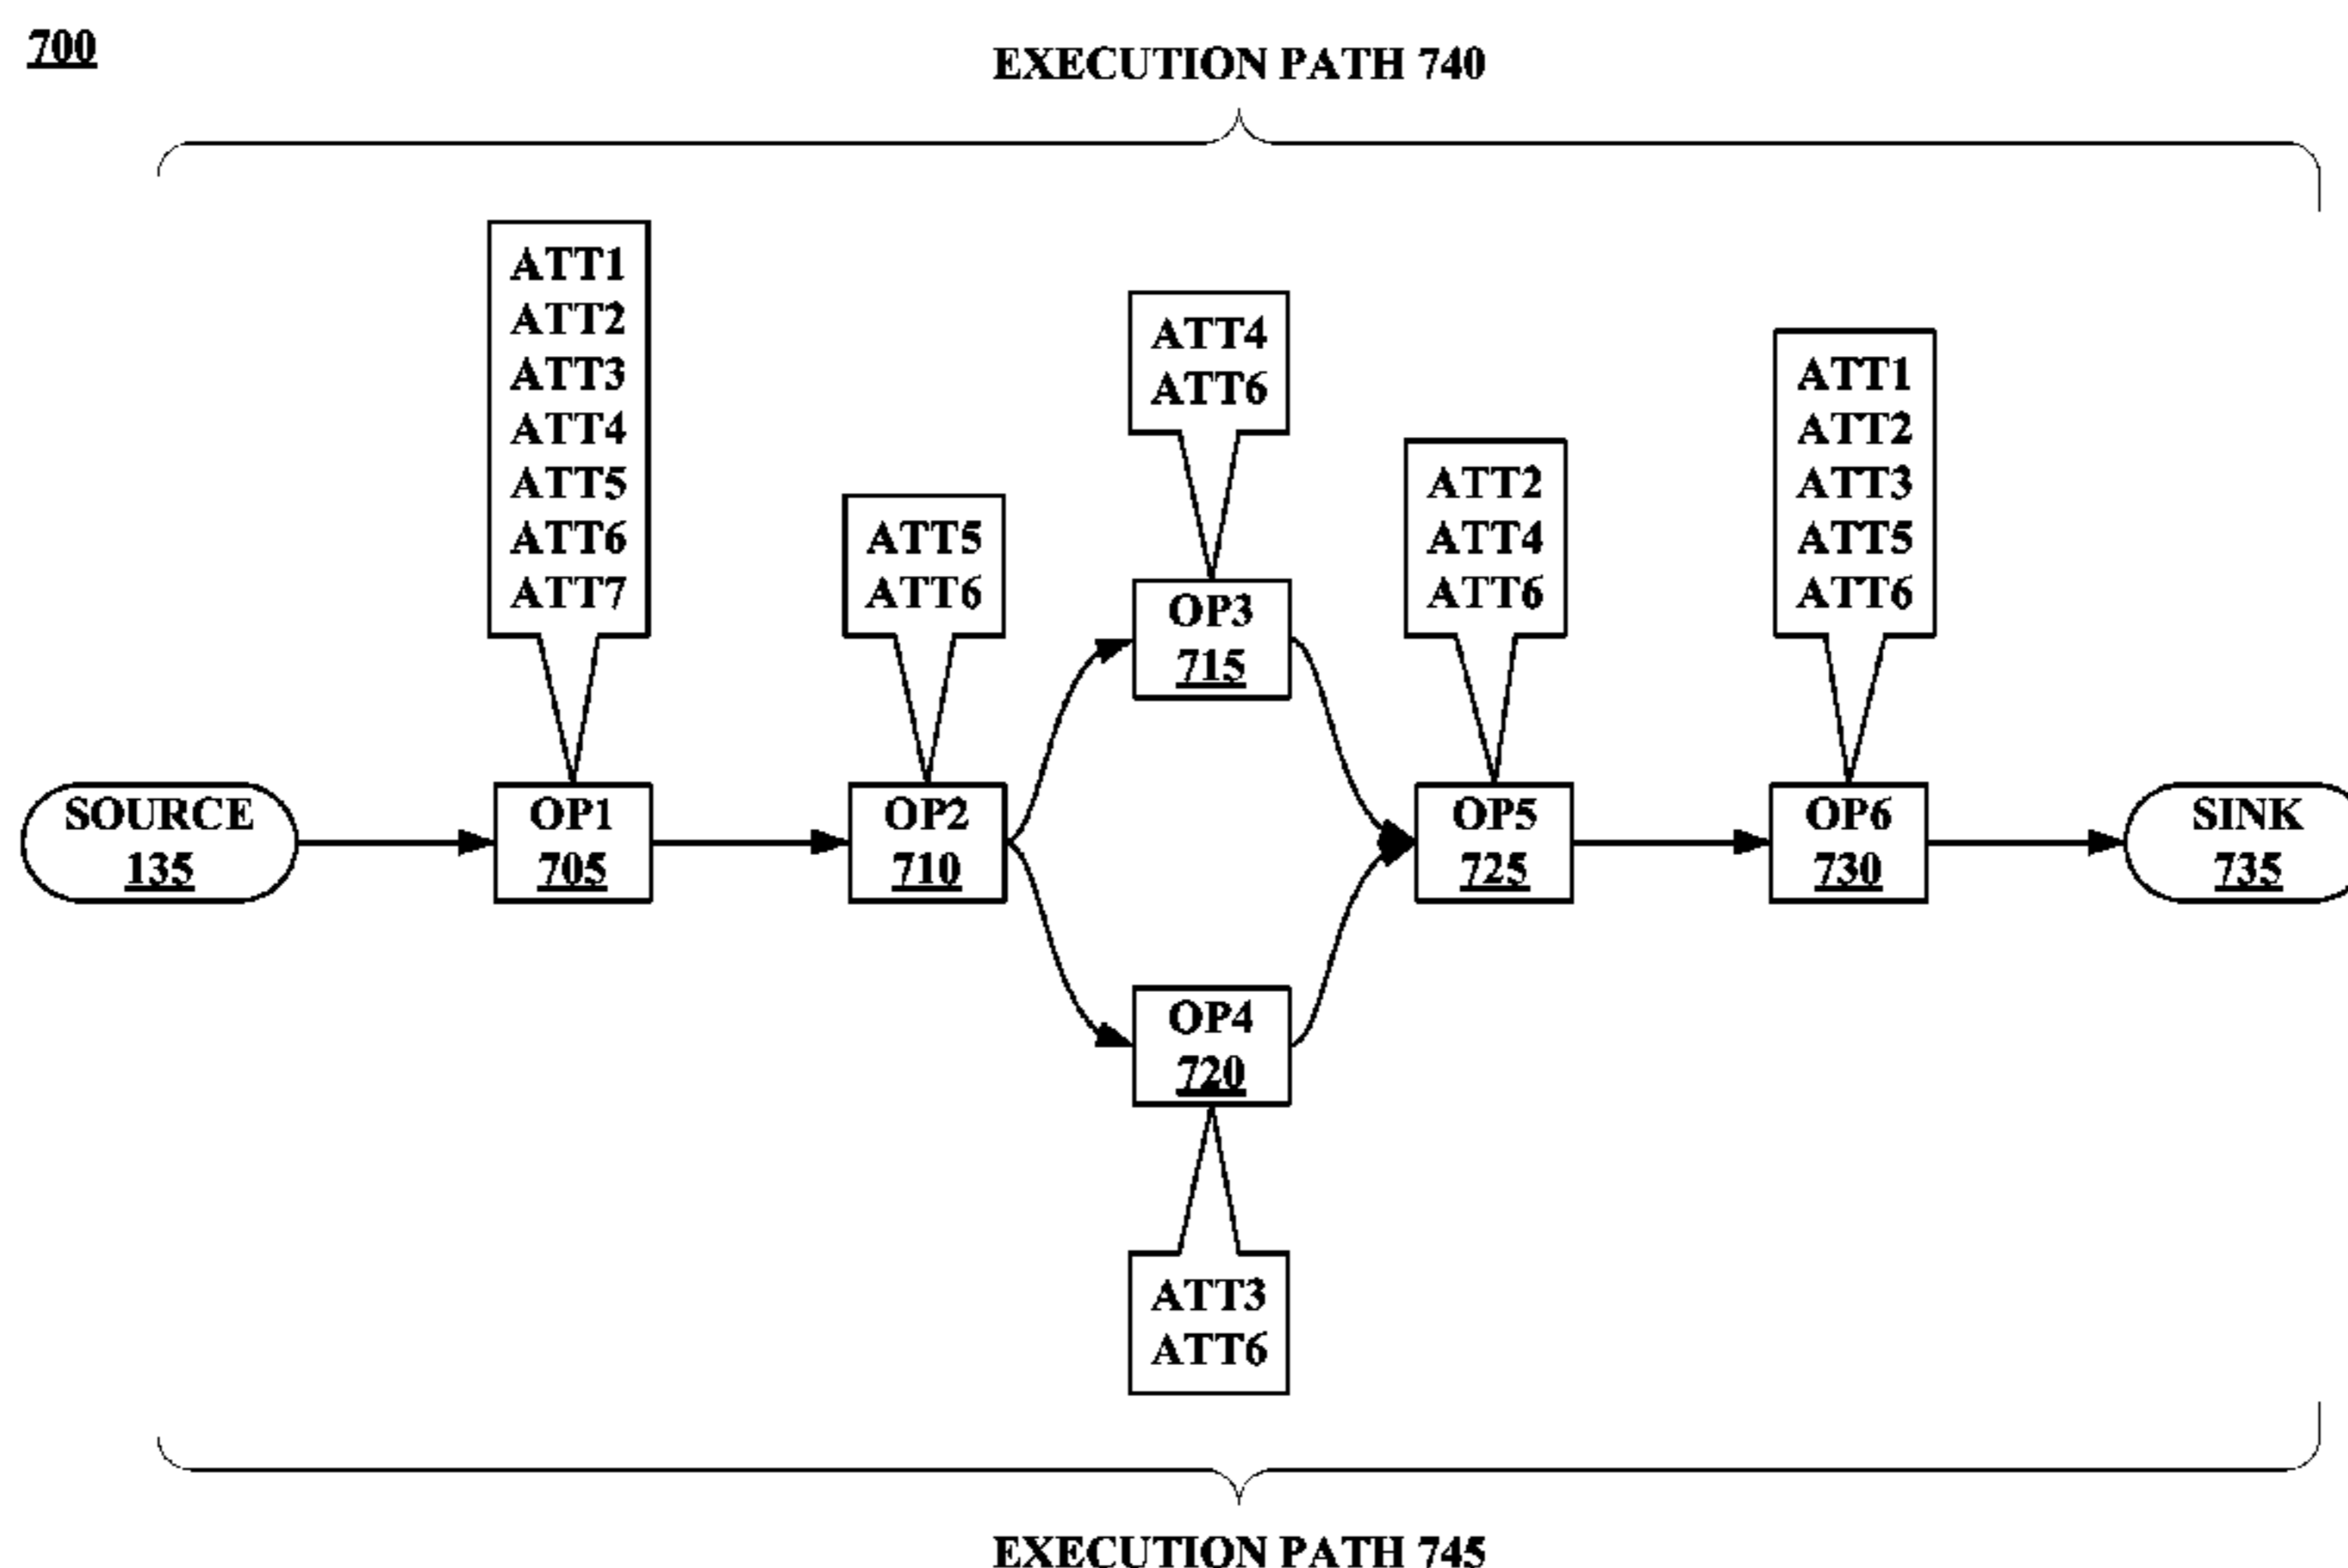 700
EXECUTION PATH 740
ATT1
ATT2
ATT3
ATT4
ATT5
ATT6
ATT7
ATT5
ATT6
ATT4
ATT6
ATT2
ATT4
ATT6
ATT1
ATT2
ATT3
ATT5
ATT6
SOURCE
135
OP1
705
OP2
710
OP3
715
OP4
720
OP5
725
OP6
730
SINK
735
ATT3
ATT6
EXECUTION PATH 745